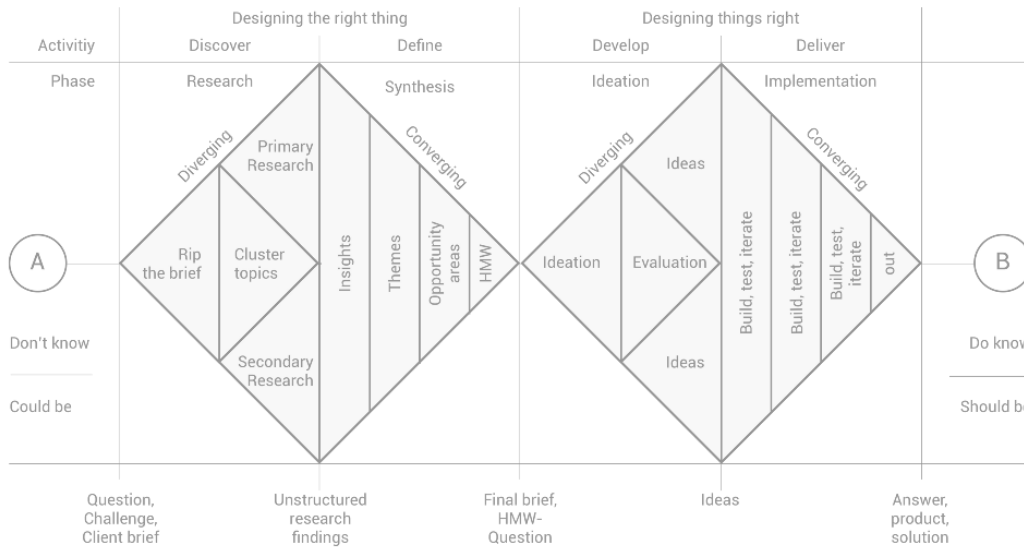 Designing the right thing
Designing things right
Activitiy
Discover
Define
Develop
Deliver
Phase
Research
Synthesis
Ideation
Implementation
Diverging
Converging
Diverging
Converging
Primary
Research
Rip
the brief
Cluster
topics
Secondary
Research
Insights
Themes
Opportunity
areas
HMW
Ideas
Ideation
Evaluation
Ideas
Build, test, iterate
Build, test, iterate
Build, test,
iterate
out
A
B
Don't know
Could be
Do know
Should be
Question,
Challenge,
Client brief
Unstructured
research
findings
Final brief,
HMW-
Question
Ideas
Answer,
product,
solution